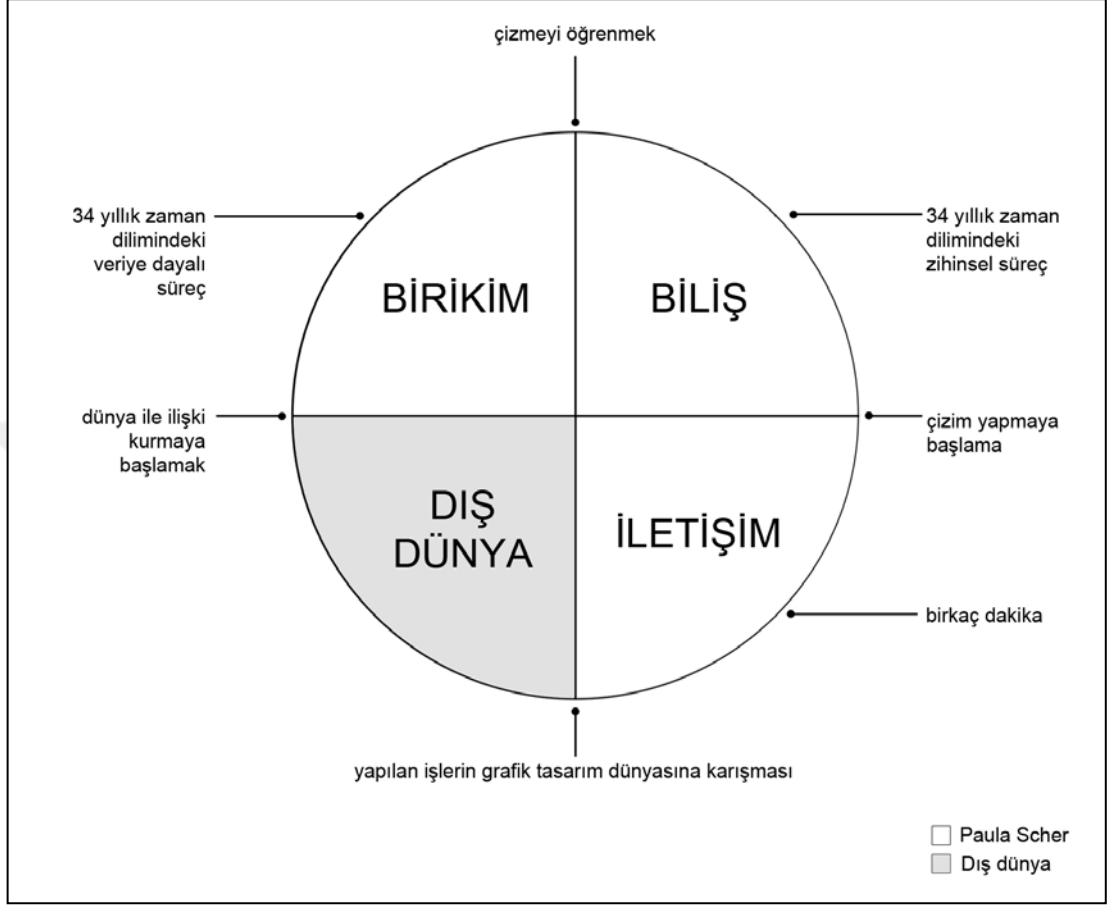 çizmeyi öğrenmek
34 yıllık zaman
dilimindeki
veriye dayalı
süreç
34 yıllık zaman
dilimindeki
zihinsel süreç
BİRİKİM
BİLİŞ
dünya ile ilişki
kurmaya
başlamak
çizim yapmaya
başlama
DIŞ
DÜNYA
İLETİŞİM
birkaç dakika
yapılan işlerin grafik tasarım dünyasına karışması
Paula Scher
Dış dünya